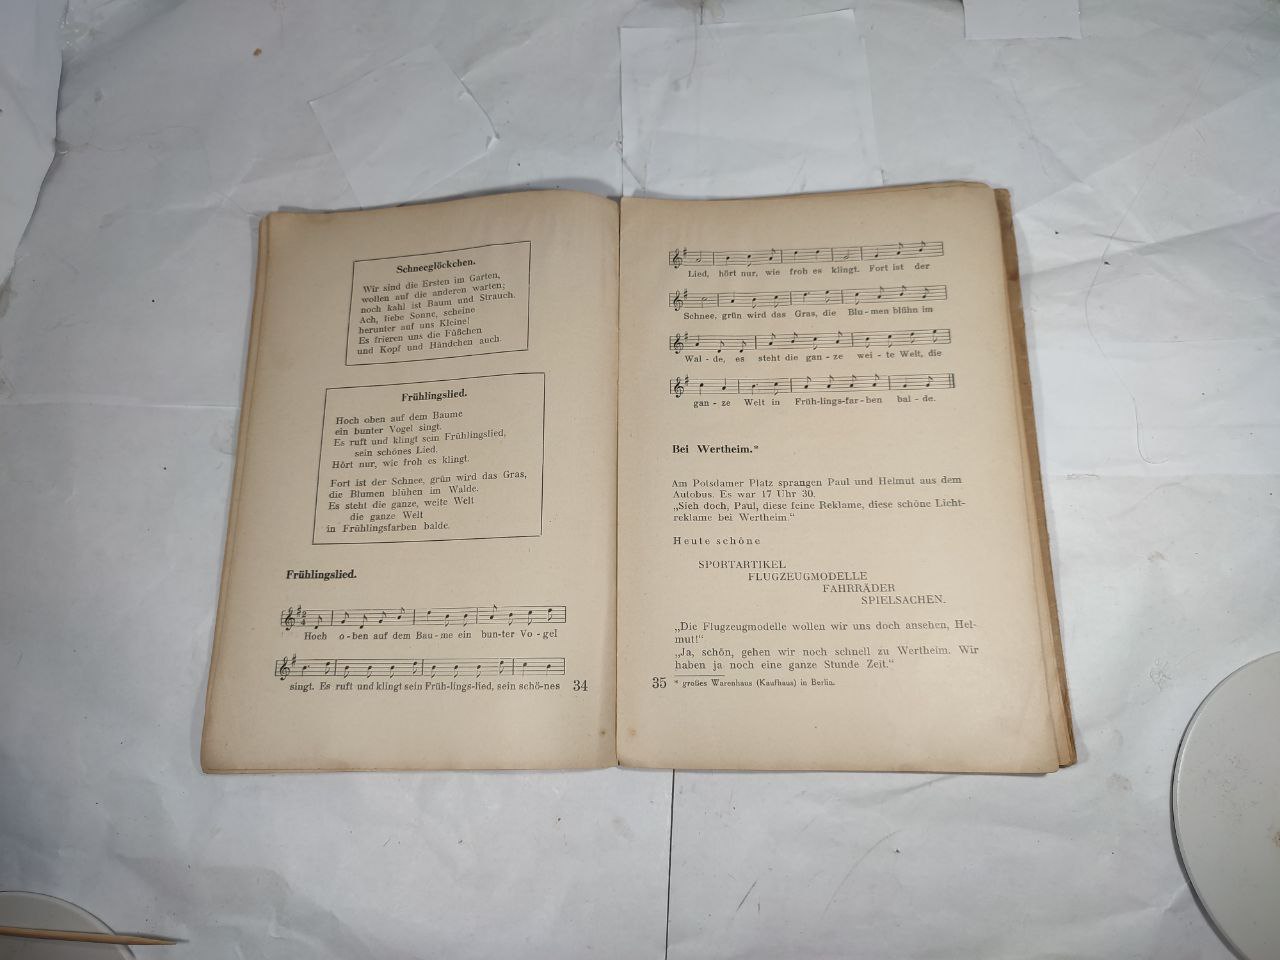 Schneeglöckchen.
Wir sind die Ersten im Garten,
wollen auf die anderen warten;
noch kahl ist Baum und Strauch.
Ach, liebe Sonne, scheine
herunter auf uns Kleine!
Es frieren uns die Füßchen
und Kopf und Händchen auch.
Frühlingslied.
Hoch oben auf dem Baume
ein bunter Vogel singt.
Es ruft und klingt sein Frühlingslied,
sein schönes Lied.
Hört nur, wie froh es klingt.
Fort ist der Schnee, grün wird das Gras,
die Blumen blühen im Walde.
Es steht die ganze, weite Welt
die ganze Welt
in Frühlingsfarben balde.
Frühlingslied.
2
4
Hoch o-ben auf dem Bau-me ein bun-ter Vo-gel
singt. Es ruft und klingt sein Früh-lings-lied, sein schö-nes
34
Lied, hört nur, wie froh es klingt. Fort ist der
Schnee, grün wird das Gras, die Blu-men blühn im
Wal-de, es steht die gan-ze wei-te Welt, die
gan-ze Welt in Früh-lings-far-ben bal-de.
Bei Wertheim.*
Am Potsdamer Platz sprangen Paul und Helmut aus dem
Autobus. Es war 17 Uhr 30.
„Sieh doch, Paul, diese feine Reklame, diese schöne Licht-
reklame bei Wertheim.“
Heute schöne
SPORTARTIKEL
FLUGZEUGMODELLE
FAHRRÄDER
SPIELSACHEN.
„Die Flugzeugmodelle wollen wir uns doch ansehen, Hel-
mut!“
„Ja, schön, gehen wir noch schnell zu Wertheim. Wir
haben ja noch eine ganze Stunde Zeit.“
35 * großes Warenhaus (Kaufhaus) in Berlin.